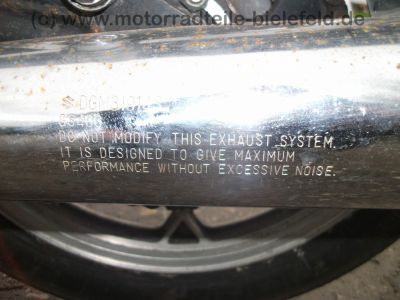 © www.motorradteile-bielefeld.de
DO NOT MODIFY THIS EXHAUST SYSTEM
IT IS DESIGNED TO GIVE MAXIMUM
PERFORMANCE WITHOUT EXCESSIVE NOISE.